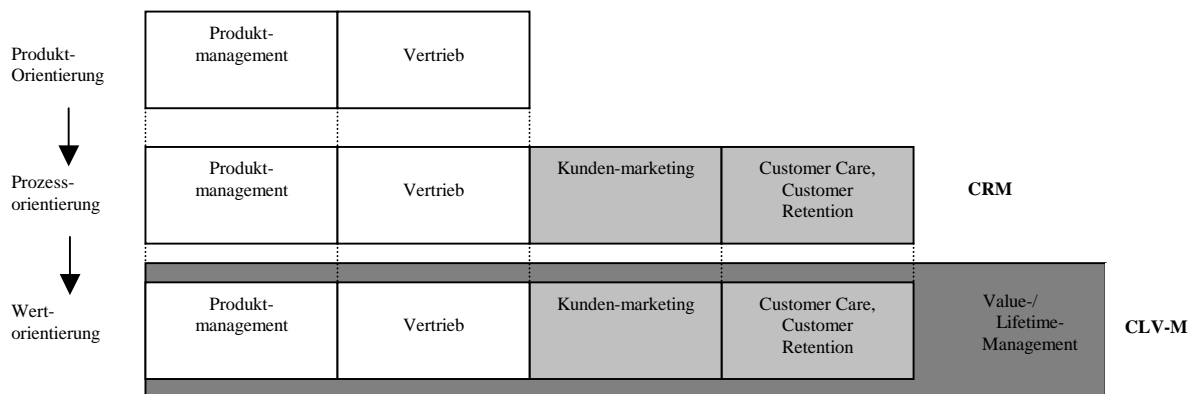 Produkt-
Orientierung
Produkt-
management
Vertrieb
Prozess-
orientierung
Produkt-
management
Vertrieb
Kunden-marketing
Customer Care,
Customer
Retention
CRM
Wert-
orientierung
Produkt-
management
Vertrieb
Kunden-marketing
Customer Care,
Customer
Retention
Value-/
Lifetime-
Management
CLV-M